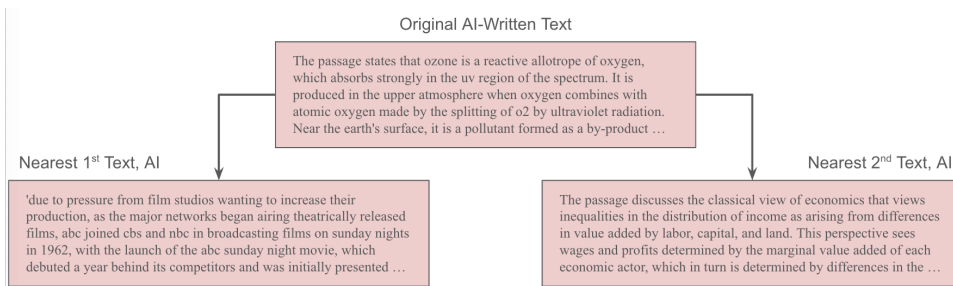 Original AI-Written Text
The passage states that ozone is a reactive allotrope of oxygen,
which absorbs strongly in the uv region of the spectrum. It is
produced in the upper atmosphere when oxygen combines with
atomic oxygen made by the splitting of o2 by ultraviolet radiation.
Near the earth's surface, it is a pollutant formed as a by-product …
Nearest 1st Text, AI
'due to pressure from film studios wanting to increase their
production, as the major networks began airing theatrically released
films, abc joined cbs and nbc in broadcasting films on sunday nights
in 1962, with the launch of the abc sunday night movie, which
debuted a year behind its competitors and was initially presented …
Nearest 2nd Text, AI
The passage discusses the classical view of economics that views
inequalities in the distribution of income as arising from differences
in value added by labor, capital, and land. This perspective sees
wages and profits determined by the marginal value added of each
economic actor, which in turn is determined by differences in the …